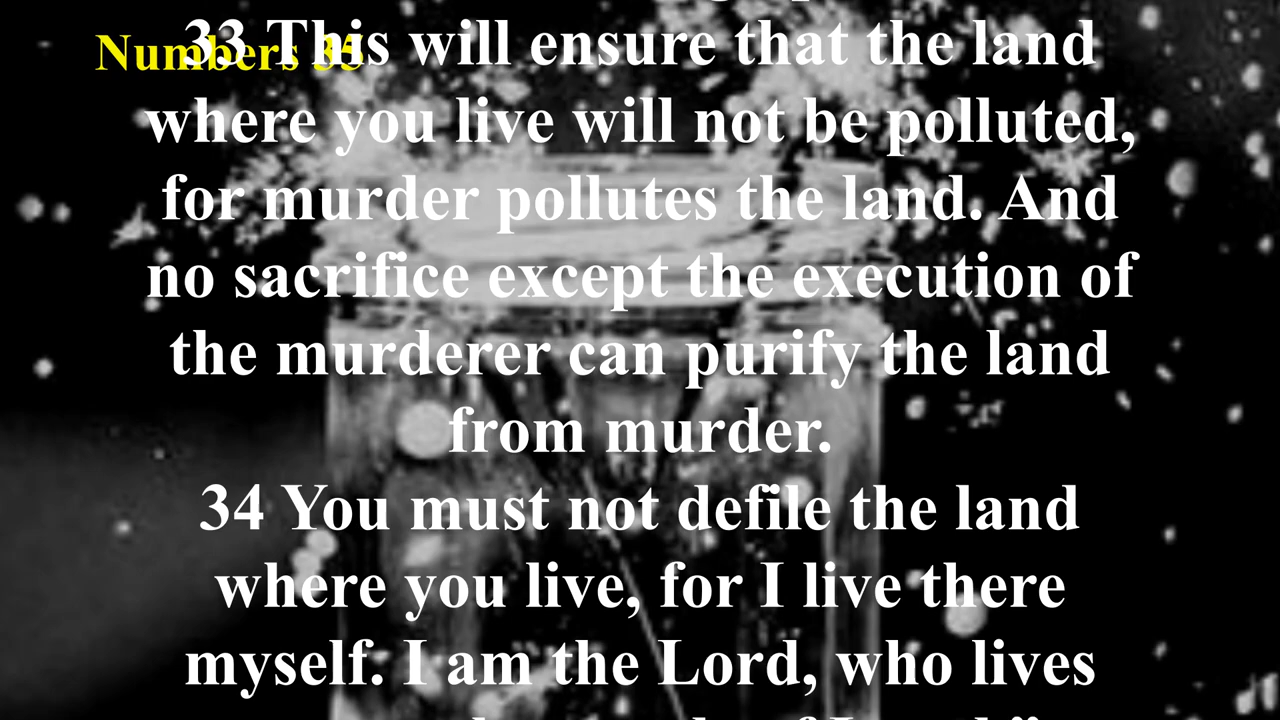 Numbers 35
33 This will ensure that the land
where you live will not be polluted,
for murder pollutes the land. And
no sacrifice except the execution of
the murderer can purify the land
from murder.
34 You must not defile the land
where you live, for I live there
myself. I am the Lord, who lives